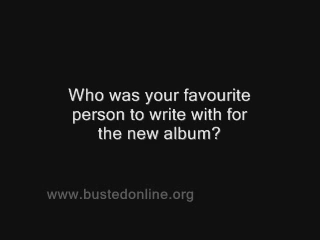 Who was your favourite
person to write with for
the new album?
www.bustedonline.org